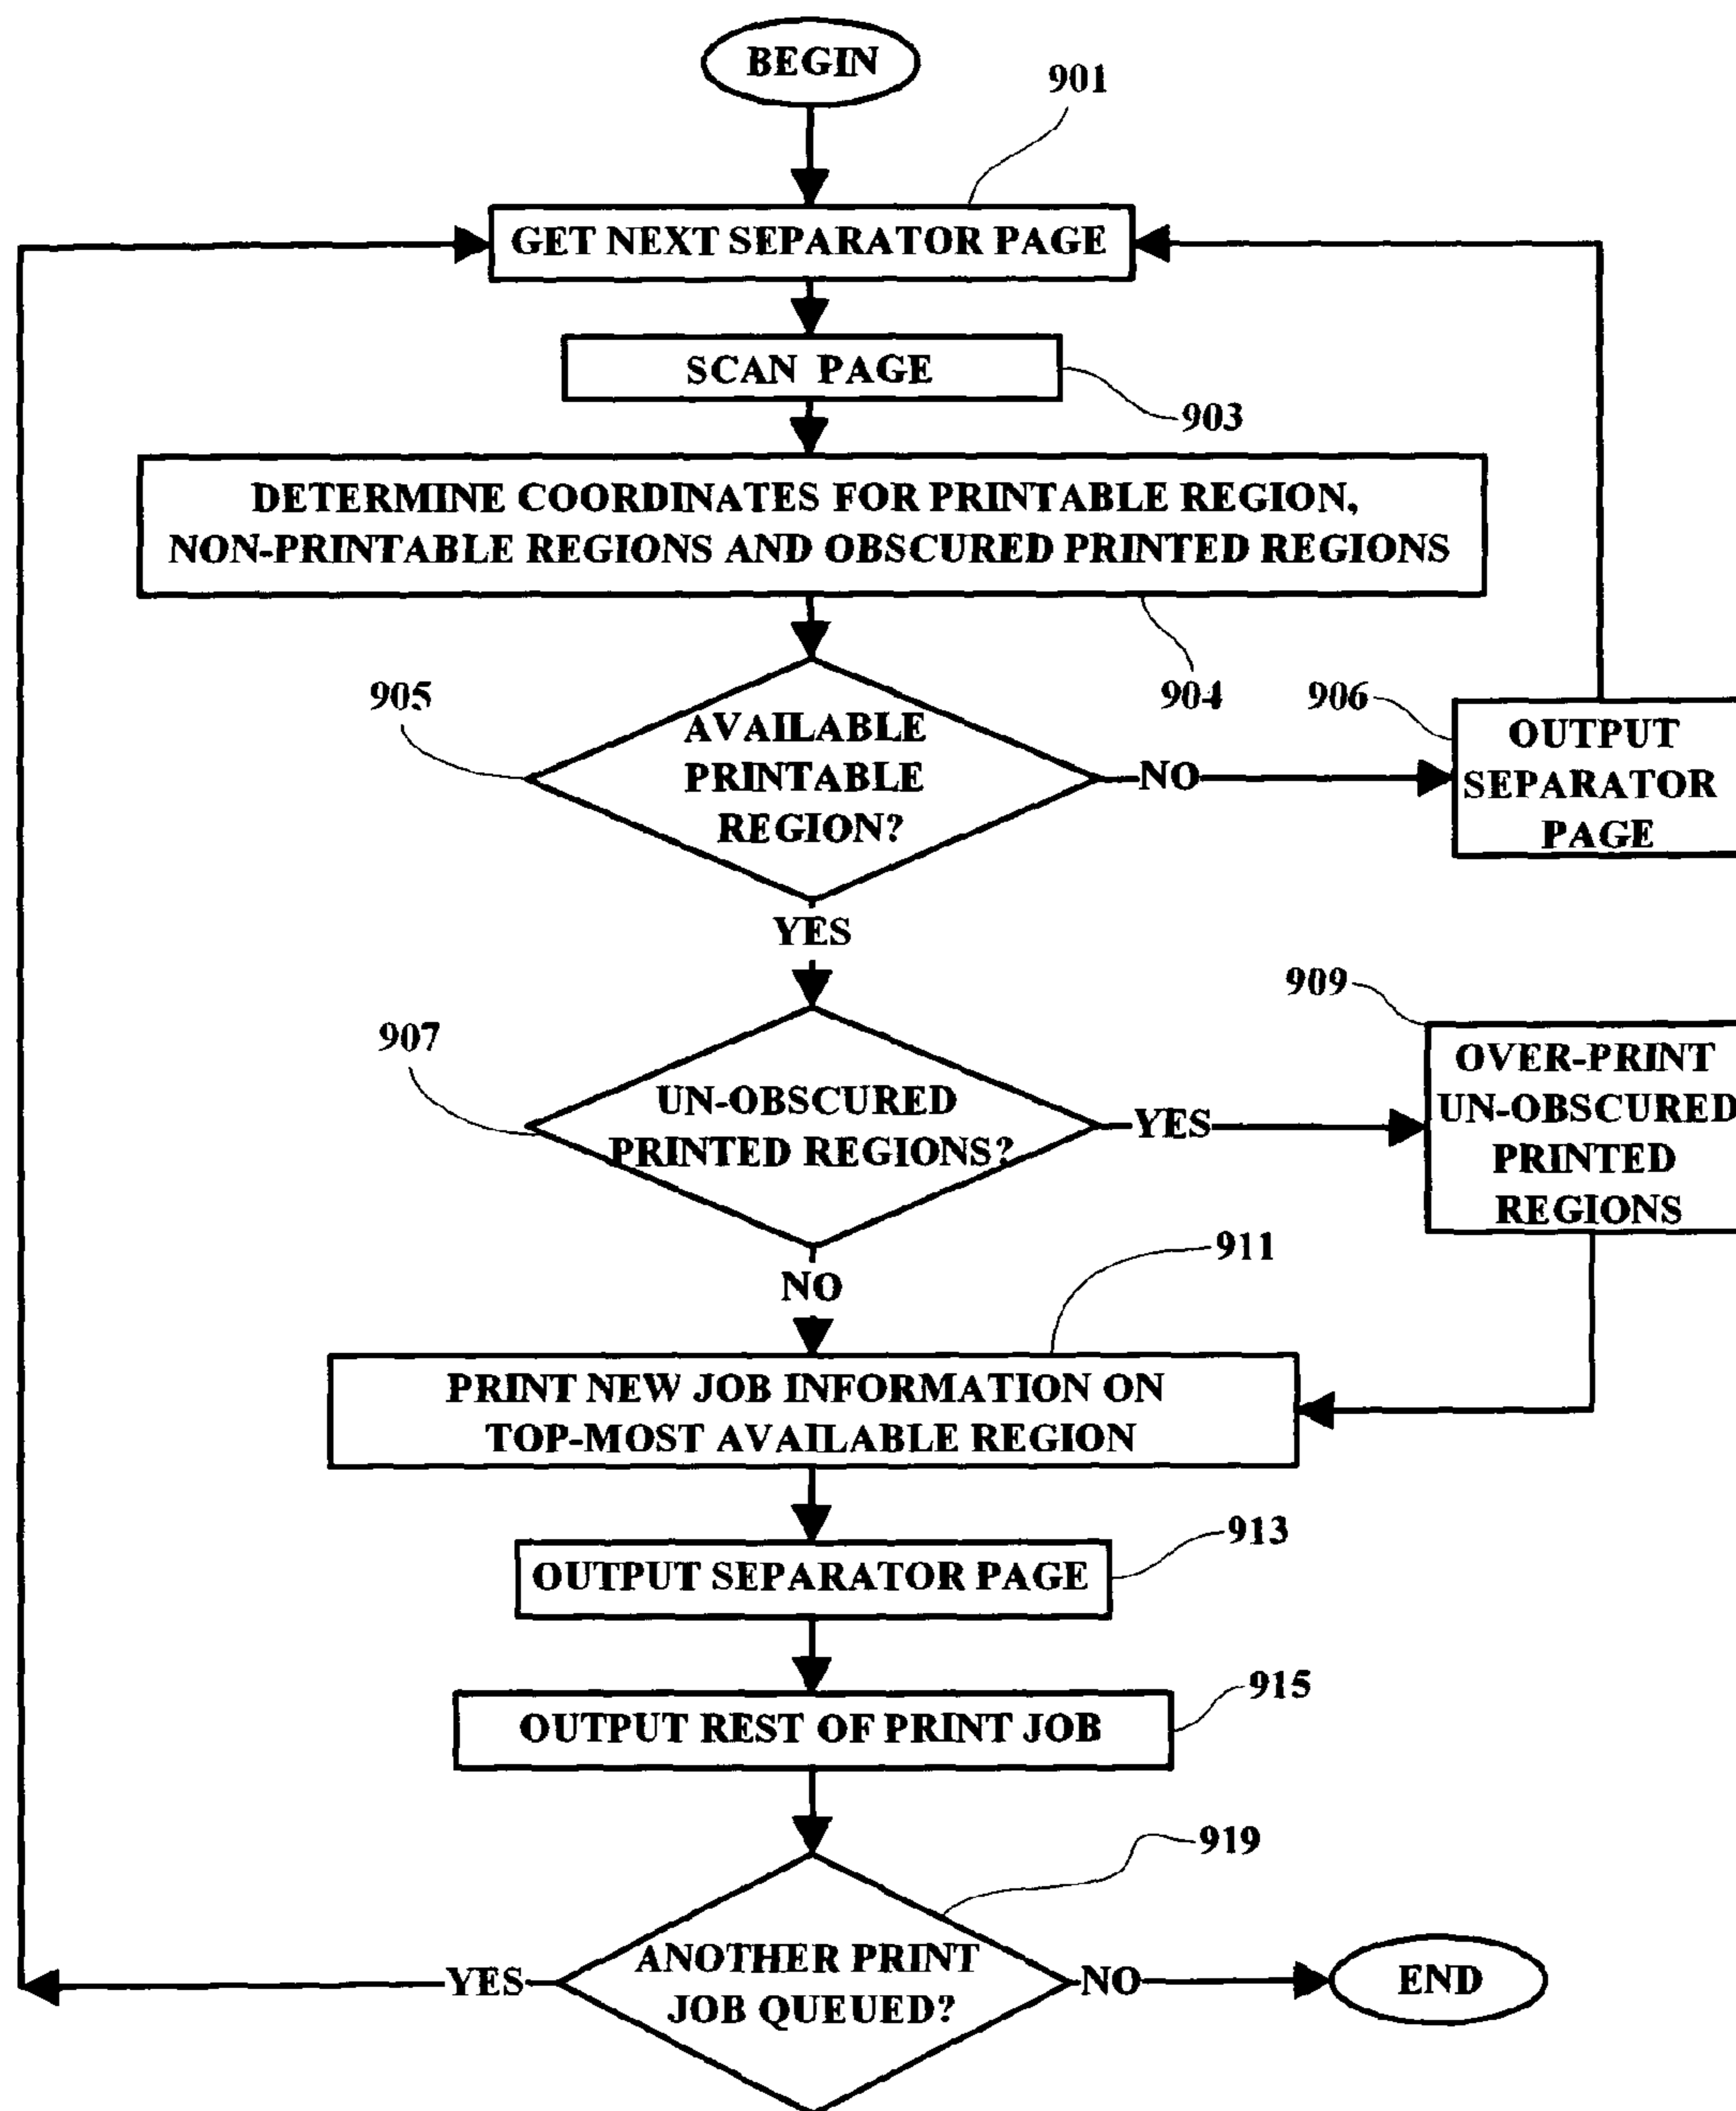 BEGIN
901
GET NEXT SEPARATOR PAGE
SCAN PAGE
903
DETERMINE COORDINATES FOR PRINTABLE REGION,
NON-PRINTABLE REGIONS AND OBSCURED PRINTED REGIONS
904
905
AVAILABLE
PRINTABLE
REGION?
NO
906
OUTPUT
SEPARATOR
PAGE
YES
907
UN-OBSCURED
PRINTED REGIONS?
YES
909
OVER-PRINT
UN-OBSCURED
PRINTED
REGIONS
NO
911
PRINT NEW JOB INFORMATION ON
TOP-MOST AVAILABLE REGION
913
OUTPUT SEPARATOR PAGE
915
OUTPUT REST OF PRINT JOB
919
ANOTHER PRINT
JOB QUEUED?
YES
NO
END